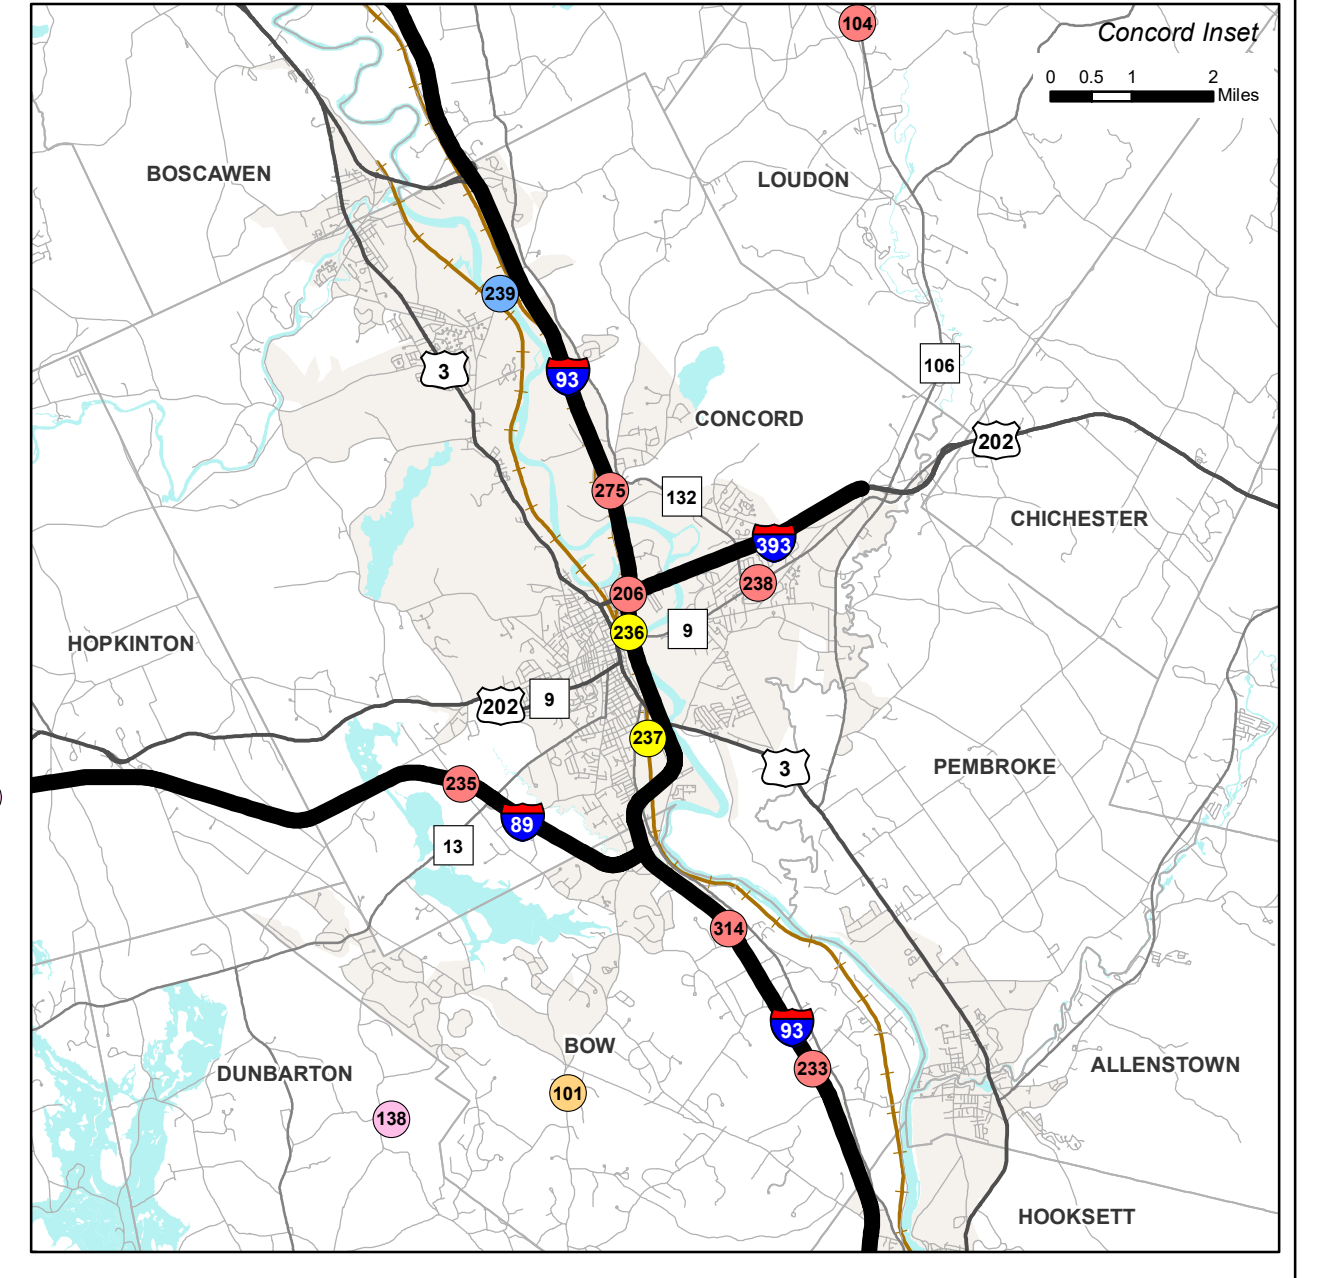 104
Concord Inset
0 0.5 1 2
Miles
BOSCAWEN
LOUDON
239
3
93
106
CONCORD
202
275
132
CHICHESTER
393
206
238
236
9
HOPKINTON
202
9
237
3
PEMBROKE
235
89
13
314
93
BOW
233
ALLENSTOWN
DUNBARTON
101
138
HOOKSETT